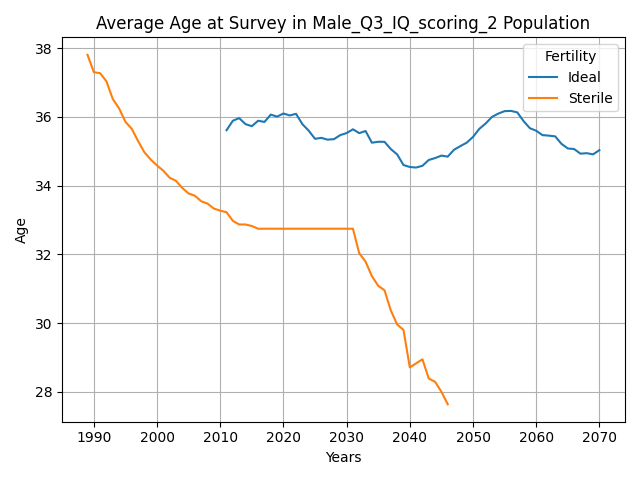 Average Age at Survey in Male_Q3_IQ_scoring_2 Population
Fertility
Ideal
Sterile
38
36
34
32
30
28
Age
1990 2000 2010 2020 2030 2040 2050 2060 2070
Years